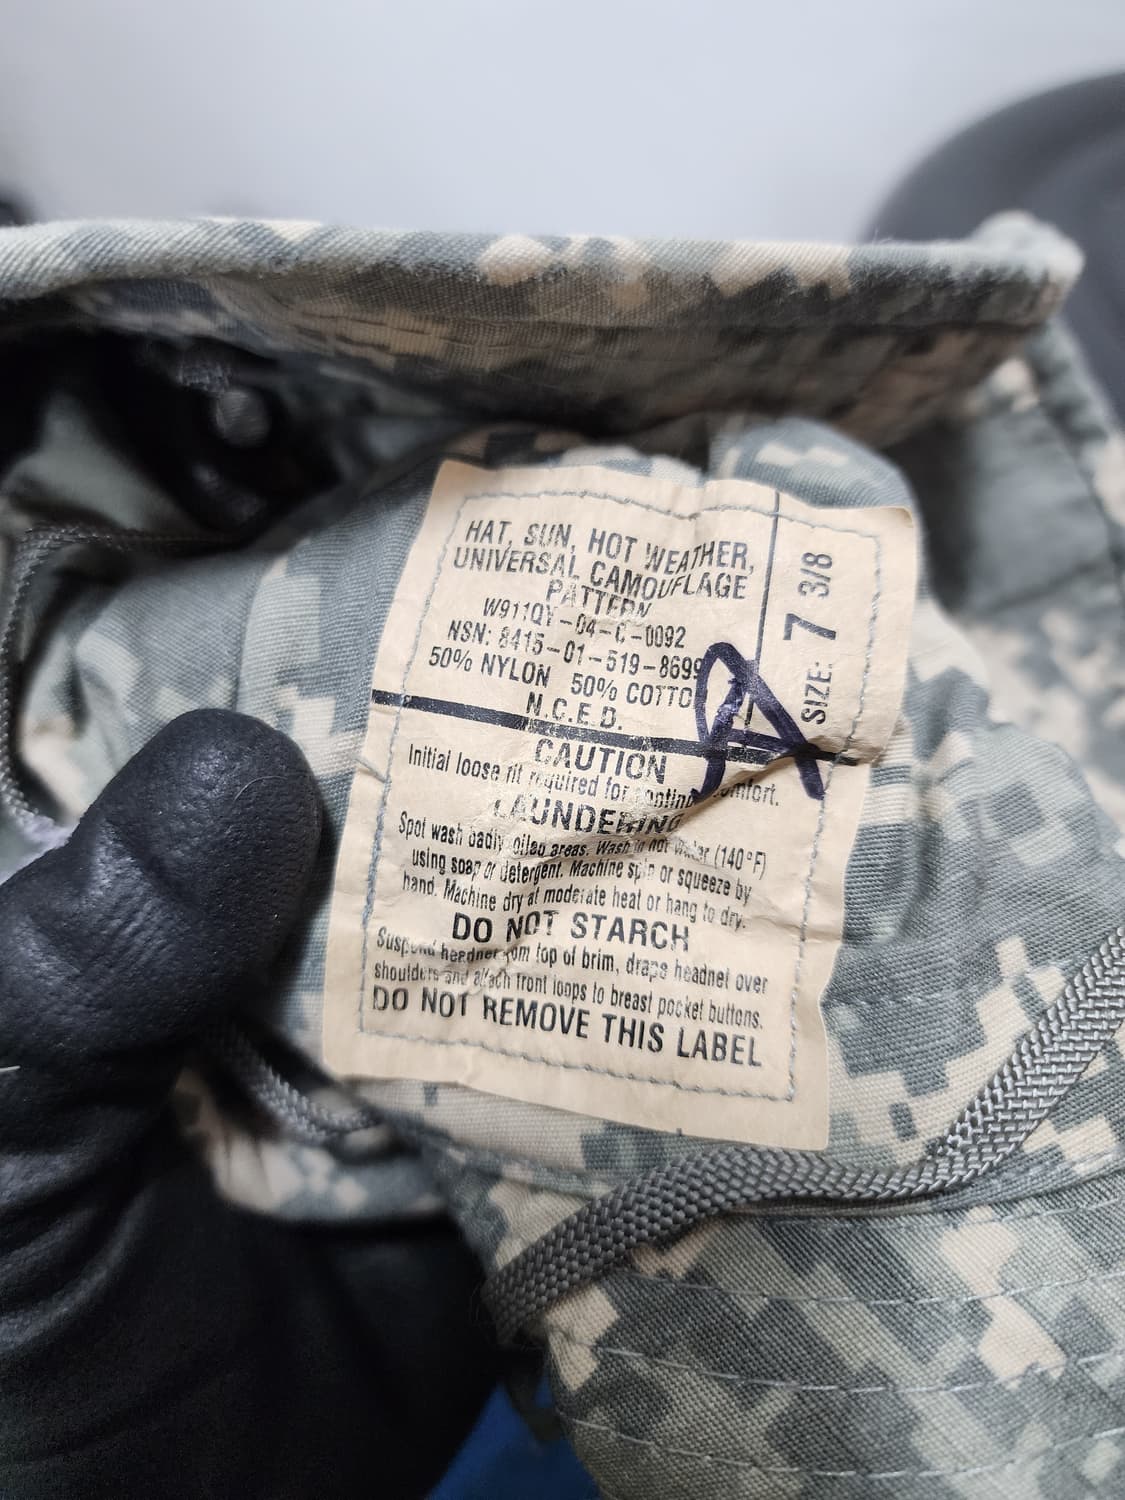 HAT, SUN, HOT WEATHER,
UNIVERSAL CAMOUFLAGE
PATTERN
W911QY-04-C-0092
NSN: 8415-01-519-8699
50% NYLON 50% COTTO
N.C.E.D.
SIZE: 7 3/8
CAUTION
Initial loose fit required for comfort.
LAUNDERING
Spot wash badly areas. Wash in hot water (140°F)
using soap or detergent. Machine spin or squeeze by
hand. Machine dry at moderate heat or hang to dry.
DO NOT STARCH
Suspend headnet from top of brim, drape headnet over
shoulders and attach front loops to breast pocket buttons.
DO NOT REMOVE THIS LABEL